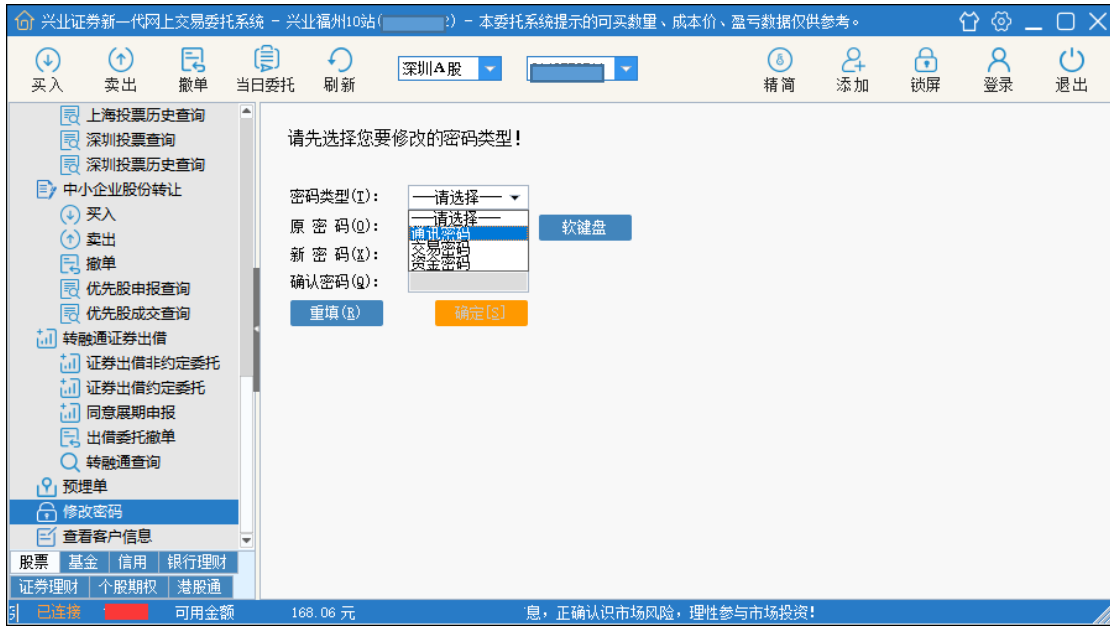 兴业证券新一代网上交易委托系统 - 兴业福州10站( ) - 本委托系统提示的可买数量、成本价、盈亏数据仅供参考。
买入 卖出 撤单 当日委托 刷新 深圳A股 精简 添加 锁屏 登录 退出
上海投票历史查询
深圳投票查询
深圳投票历史查询
中小企业股份转让
买入
卖出
撤单
优先股申报查询
优先股成交查询
转融通证券出借
证券出借非约定委托
证券出借约定委托
同意展期申报
出借委托撤单
转融通查询
预埋单
修改密码
查看客户信息
股票 基金 信用 银行理财
证券理财 个股期权 港股通
请先选择您要修改的密码类型!
密码类型(T): ──请选择──
原 密 码(O): 软键盘
新 密 码(X):
确认密码(Q):
──请选择──
通讯密码
交易密码
资金密码
重填(R) 确定[S]
已连接 可用金额 168.06 元 息，正确认识市场风险，理性参与市场投资!